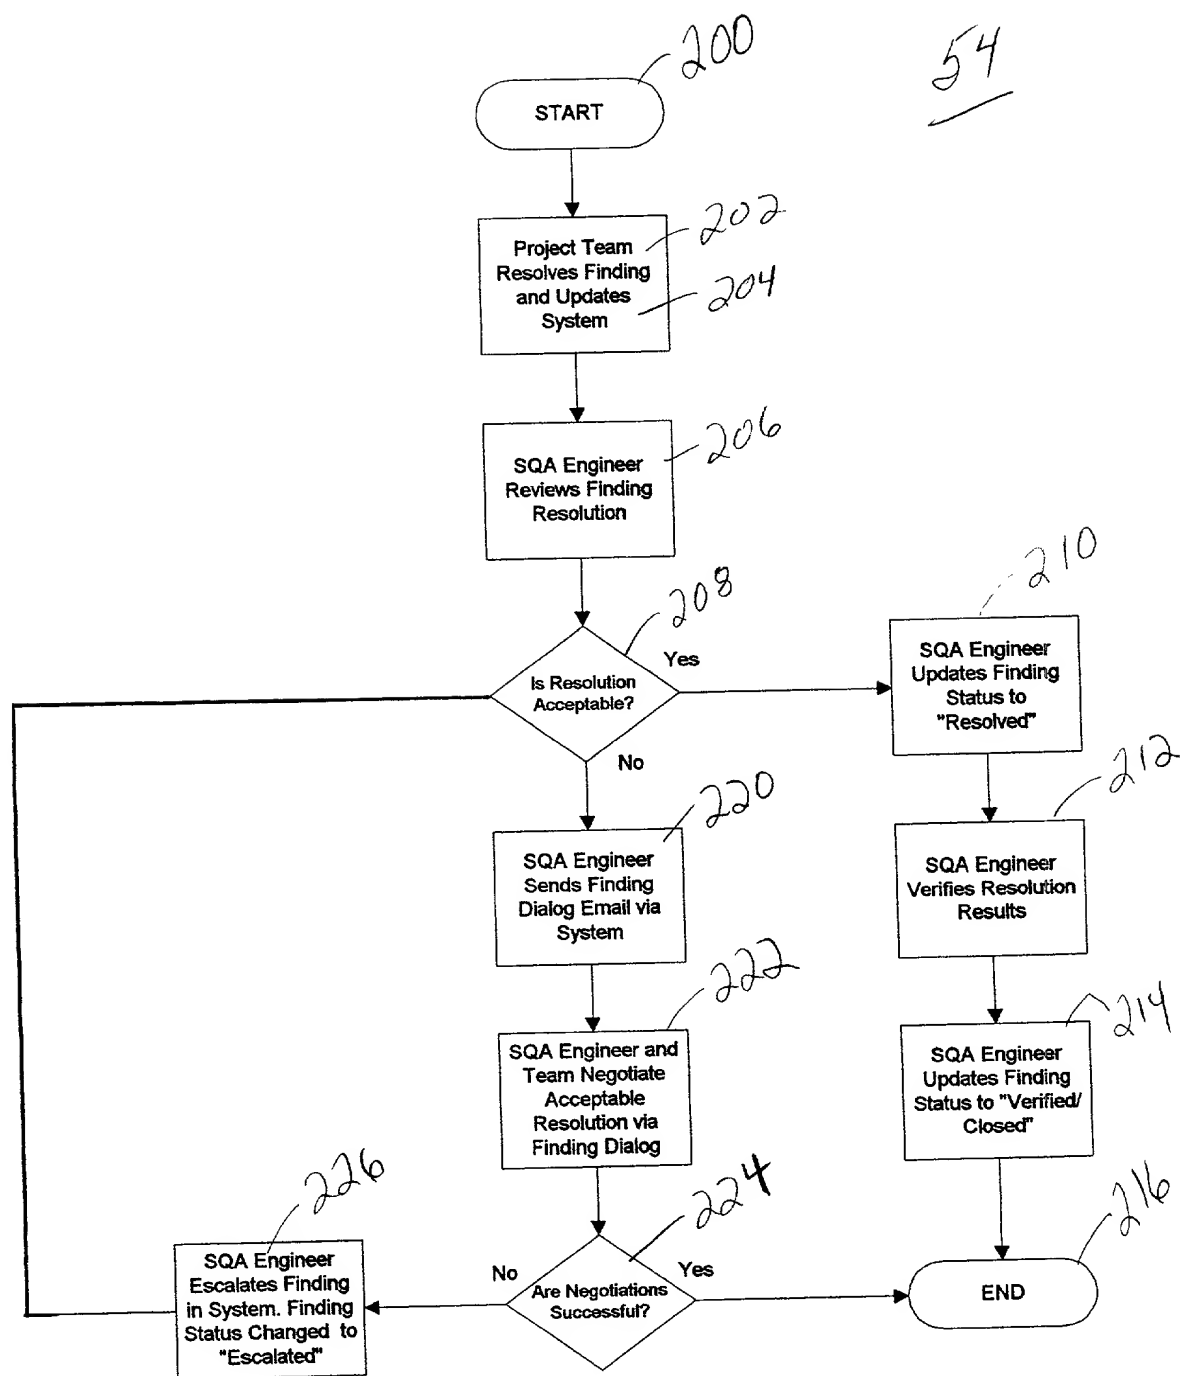 200
54
START
202
Project Team
Resolves Finding
and Updates
System
204
206
SQA Engineer
Reviews Finding
Resolution
208
Is Resolution
Acceptable?
Yes
No
210
SQA Engineer
Updates Finding
Status to
"Resolved"
212
SQA Engineer
Verifies Resolution
Results
220
SQA Engineer
Sends Finding
Dialog Email via
System
214
SQA Engineer
Updates Finding
Status to "Verified/
Closed"
222
SQA Engineer and
Team Negotiate
Acceptable
Resolution via
Finding Dialog
224
Are Negotiations
Successful?
No
Yes
226
SQA Engineer
Escalates Finding
in System. Finding
Status Changed to
"Escalated"
216
END